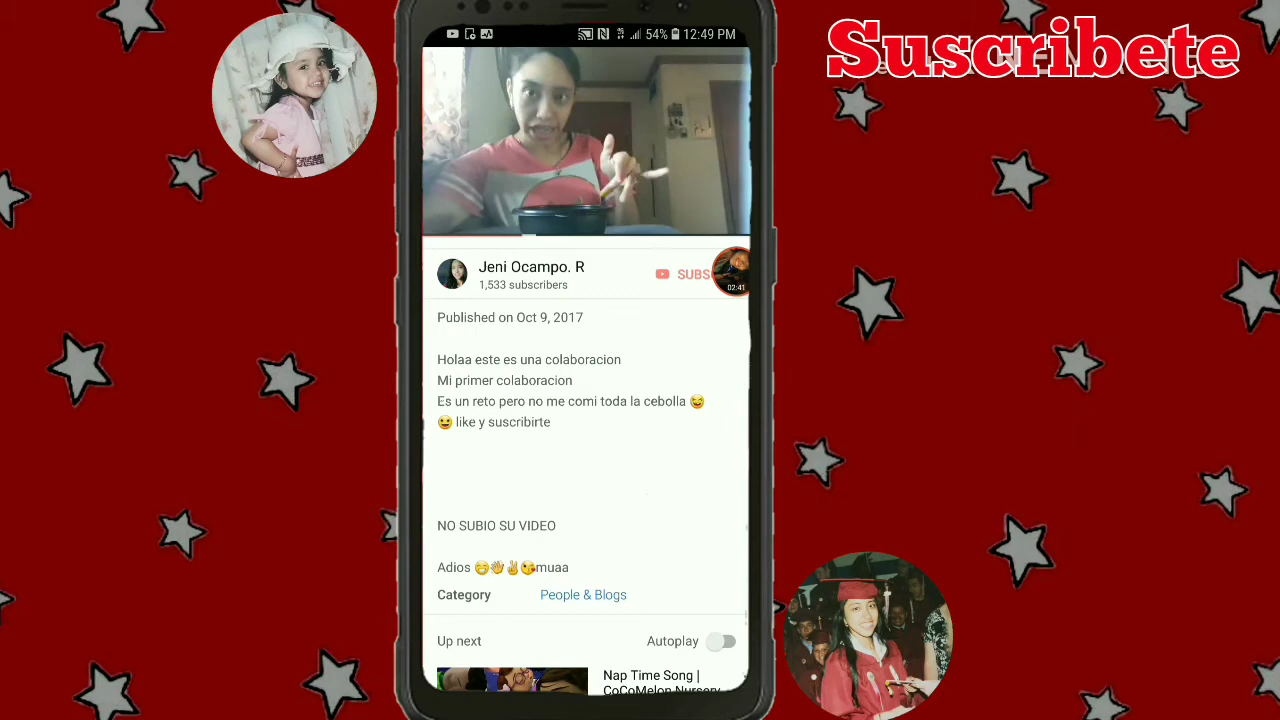 Suscribete
54% 12:49 PM
Jeni Ocampo. R
1,533 subscribers
SUBS
02:41
Published on Oct 9, 2017
Holaa este es una colaboracion
Mi primer colaboracion
Es un reto pero no me comi toda la cebolla 😂
😀 like y suscribirte
NO SUBIO SU VIDEO
Adios 😁👋✌😘muaa
Category People & Blogs
Up next Autoplay
Nap Time Song |
CoCoMelon Nursery